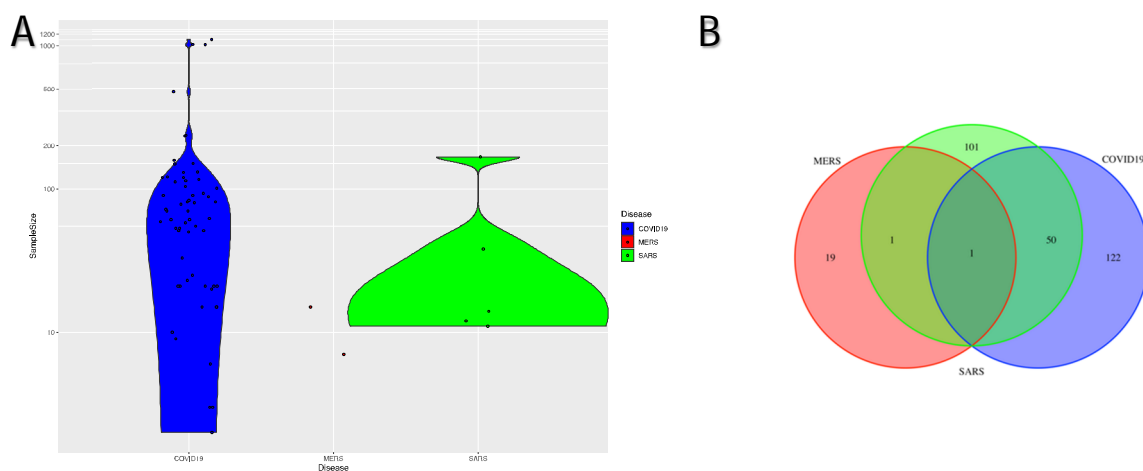 A
B
1200
1000
500
200
100
10
SampleSize
COVID19
MERS
SARS
Disease
Disease
COVID19
MERS
SARS
MERS
COVID19
SARS
101
19
1
1
50
122